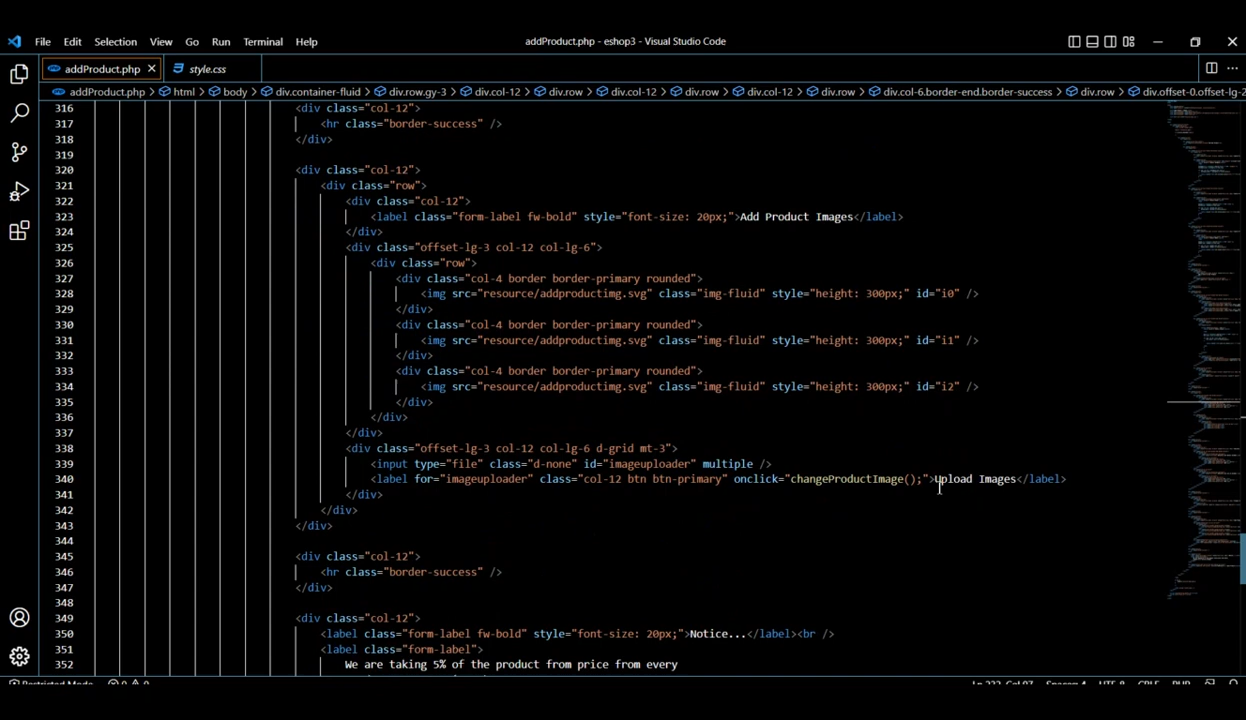 File Edit Selection View Go Run Terminal Help addProduct.php - eshop3 - Visual Studio Code
addProduct.php style.css
addProduct.php > html > body > div.container-fluid > div.row.gy-3 > div.col-12 > div.row > div.col-12 > div.row > div.col-12 > div.row > div.col-6.border-end.border-success > div.row > div.offset-0.offset-lg-2
316 <div class="col-12">
317 <hr class="border-success" />
318 </div>
319
320 <div class="col-12">
321 <div class="row">
322 <div class="col-12">
323 <label class="form-label fw-bold" style="font-size: 20px;">Add Product Images</label>
324 </div>
325 <div class="offset-lg-3 col-12 col-lg-6">
326 <div class="row">
327 <div class="col-4 border border-primary rounded">
328 <img src="resource/addproductimg.svg" class="img-fluid" style="height: 300px;" id="i0" />
329 </div>
330 <div class="col-4 border border-primary rounded">
331 <img src="resource/addproductimg.svg" class="img-fluid" style="height: 300px;" id="i1" />
332 </div>
333 <div class="col-4 border border-primary rounded">
334 <img src="resource/addproductimg.svg" class="img-fluid" style="height: 300px;" id="i2" />
335 </div>
336 </div>
337 </div>
338 <div class="offset-lg-3 col-12 col-lg-6 d-grid mt-3">
339 <input type="file" class="d-none" id="imageuploader" multiple />
340 <label for="imageuploader" class="col-12 btn btn-primary" onclick="changeProductImage();">Upload Images</label>
341 </div>
342 </div>
343 </div>
344
345 <div class="col-12">
346 <hr class="border-success" />
347 </div>
348
349 <div class="col-12">
350 <label class="form-label fw-bold" style="font-size: 20px;">Notice...</label><br />
351 <label class="form-label">
352 We are taking 5% of the product from price from every